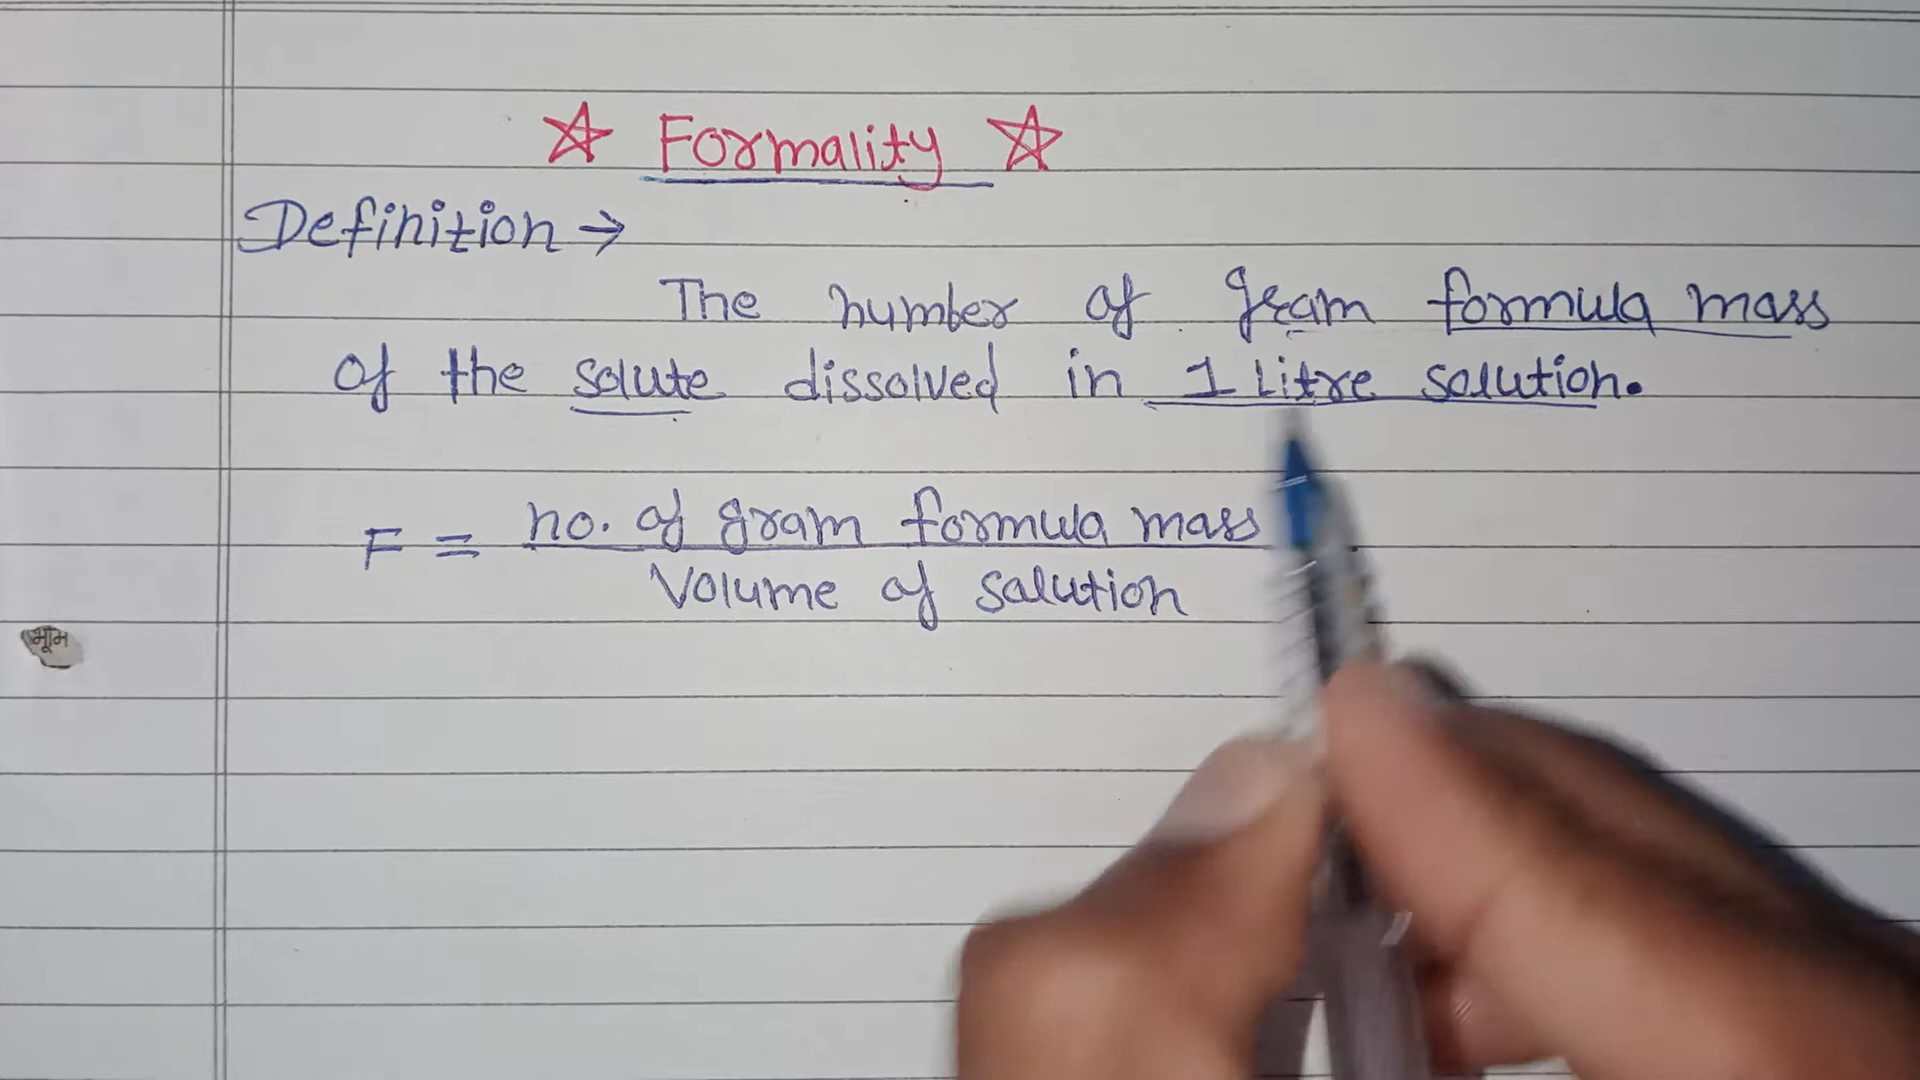 ☆ Formality ☆
Definition →
The number of gram formula mass
of the solute dissolved in 1 Litre solution.
F = no. of gram formula mass
Volume of solution
भूमि